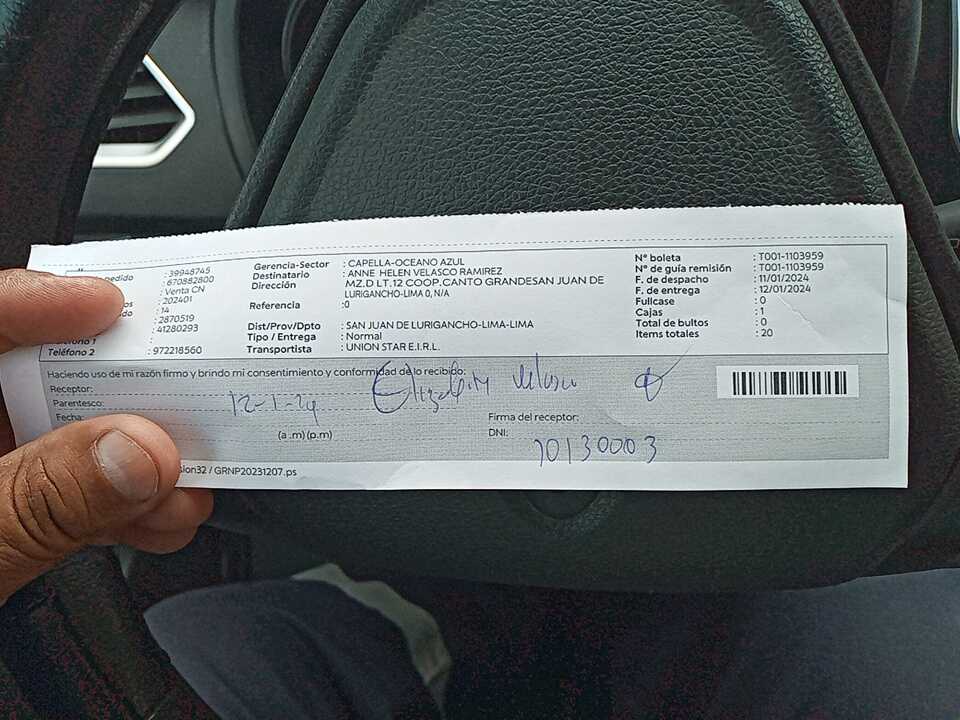 pedido : 39948745
: 670882800
: Venta CN
: 202401
: 14
: 2870519
: 41280293
Teléfono 2 : 972218560
Gerencia-Sector : CAPELLA-OCEANO AZUL
Destinatario : ANNE HELEN VELASCO RAMIREZ
Dirección MZ.D LT.12 COOP.CANTO GRANDESAN JUAN DE
LURIGANCHO-LIMA 0, N/A
Referencia :0
Dist/Prov/Dpto : SAN JUAN DE LURIGANCHO-LIMA-LIMA
Tipo / Entrega : Normal
Transportista : UNION STAR E.I.R.L.
N° boleta : T001-1103959
N° de guía remisión : T001-1103959
F. de despacho : 11/01/2024
F. de entrega : 12/01/2024
Fullcase : 0
Cajas : 1
Total de bultos : 0
Items totales : 20
Haciendo uso de mi razón firmo y brindo mi consentimiento y conformidad de lo recibido:
Receptor: Elizabeth Velasco
Parentesco:
Fecha: 12-1-24
(a.m) (p.m)
Firma del receptor:
DNI: 10130003
sion32 / GRNP20231207.ps